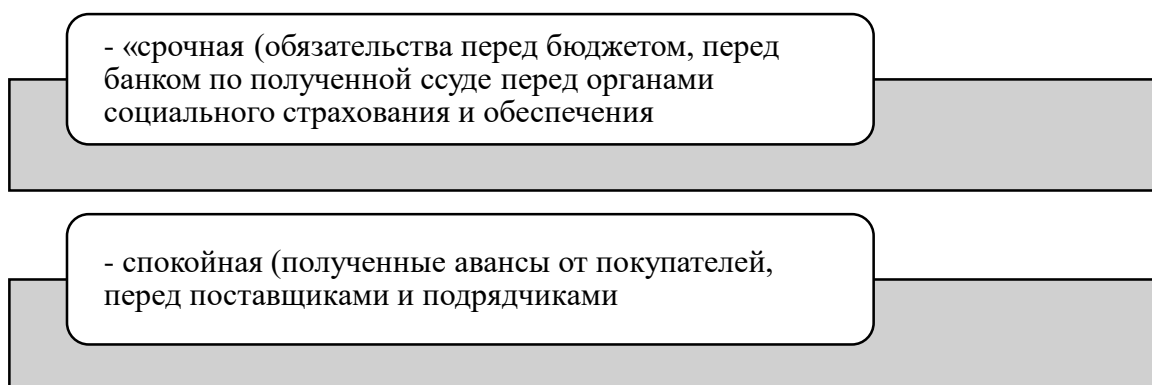 - «срочная (обязательства перед бюджетом, перед
банком по полученной ссуде перед органами
социального страхования и обеспечения
- спокойная (полученные авансы от покупателей,
перед поставщиками и подрядчиками